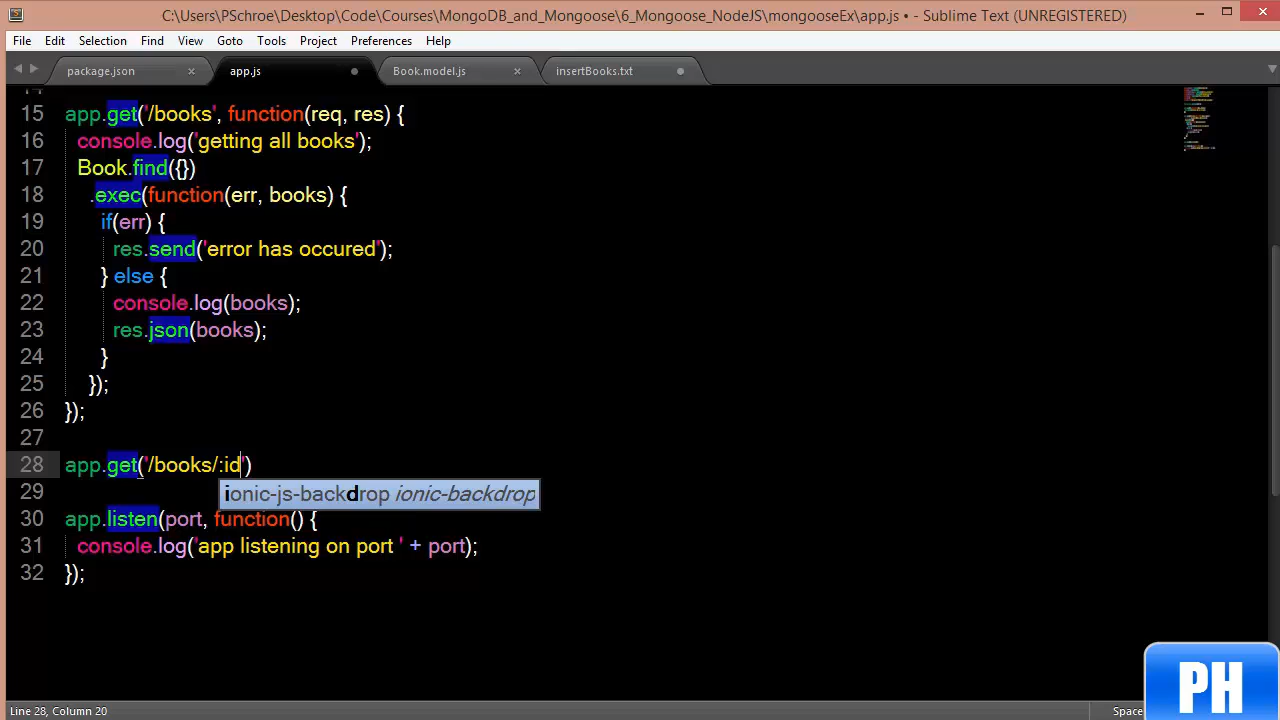 C:\Users\PSchroe\Desktop\Code\Courses\MongoDB_and_Mongoose\6_Mongoose_NodeJS\mongooseEx\app.js • - Sublime Text (UNREGISTERED)
File Edit Selection Find View Goto Tools Project Preferences Help
package.json app.js Book.model.js insertBooks.txt
14
15 app.get('/books', function(req, res) {
16 console.log('getting all books');
17 Book.find({})
18 .exec(function(err, books) {
19 if(err) {
20 res.send('error has occured');
21 } else {
22 console.log(books);
23 res.json(books);
24 }
25 });
26 });
27
28 app.get('/books/:id')
29 ionic-js-backdrop ionic-backdrop
30 app.listen(port, function() {
31 console.log('app listening on port ' + port);
32 });
PH
Line 28, Column 20 Space